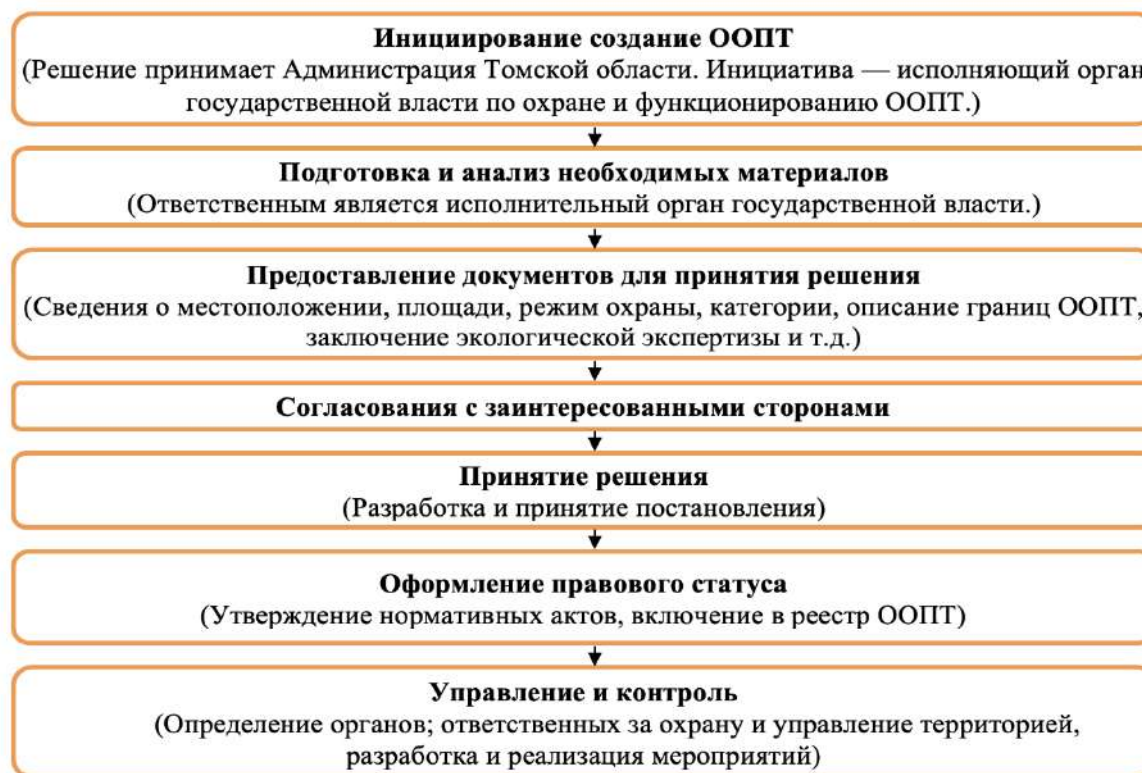 Инициирование создание ООПТ
(Решение принимает Администрация Томской области. Инициатива — исполняющий орган
государственной власти по охране и функционированию ООПТ.)
Подготовка и анализ необходимых материалов
(Ответственным является исполнительный орган государственной власти.)
Предоставление документов для принятия решения
(Сведения о местоположении, площади, режим охраны, категории, описание границ ООПТ,
заключение экологической экспертизы и т.д.)
Согласования с заинтересованными сторонами
Принятие решения
(Разработка и принятие постановления)
Оформление правового статуса
(Утверждение нормативных актов, включение в реестр ООПТ)
Управление и контроль
(Определение органов; ответственных за охрану и управление территорией,
разработка и реализация мероприятий)